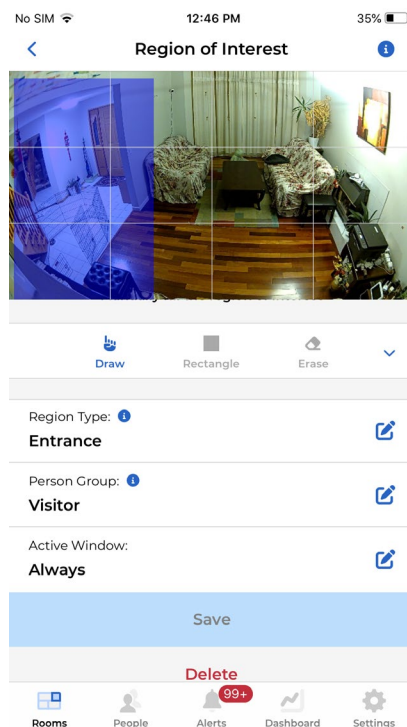 No SIM 12:46 PM 35%
Region of Interest
Draw Rectangle Erase
Region Type:
Entrance
Person Group:
Visitor
Active Window:
Always
Save
Delete
99+
Rooms People Alerts Dashboard Settings